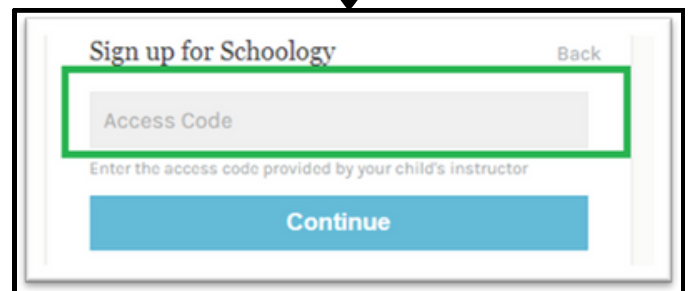 Sign up for Schoology Back
Access Code
Enter the access code provided by your child's instructor
Continue